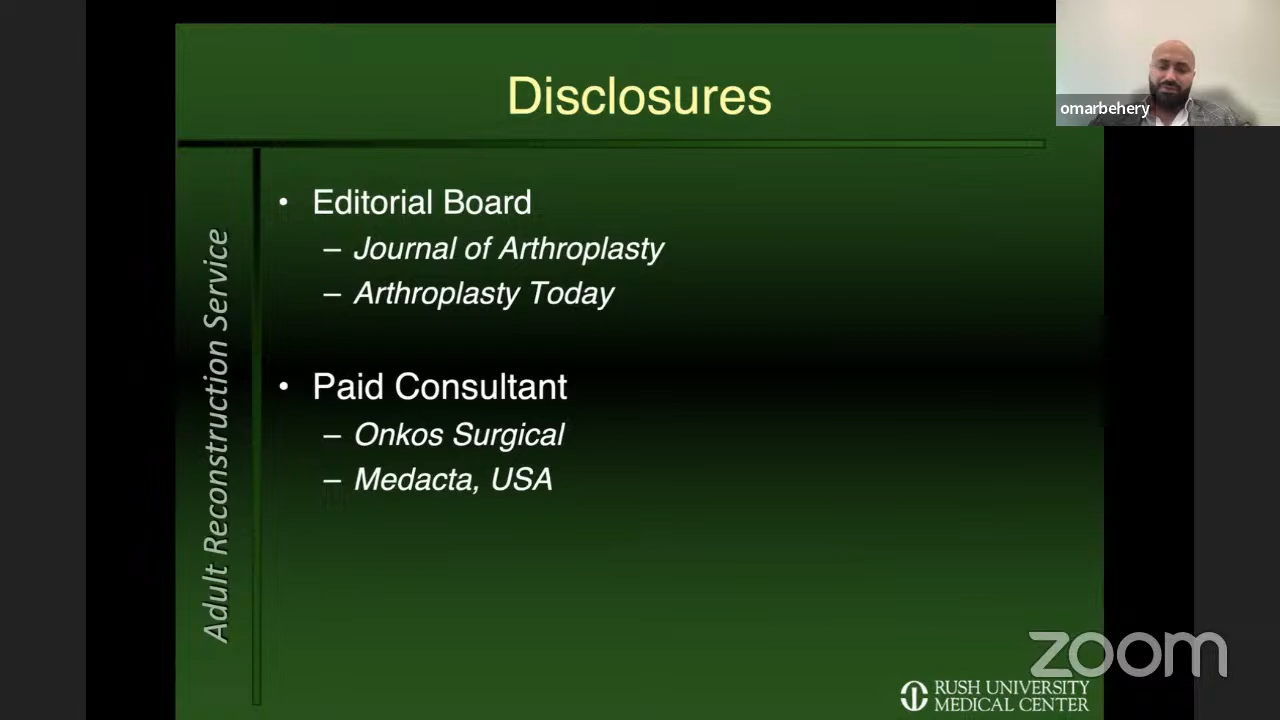 Disclosures
omarbehery
• Editorial Board
– Journal of Arthroplasty
– Arthroplasty Today
• Paid Consultant
– Onkos Surgical
– Medacta, USA
Adult Reconstruction Service
zoom
RUSH UNIVERSITY
MEDICAL CENTER